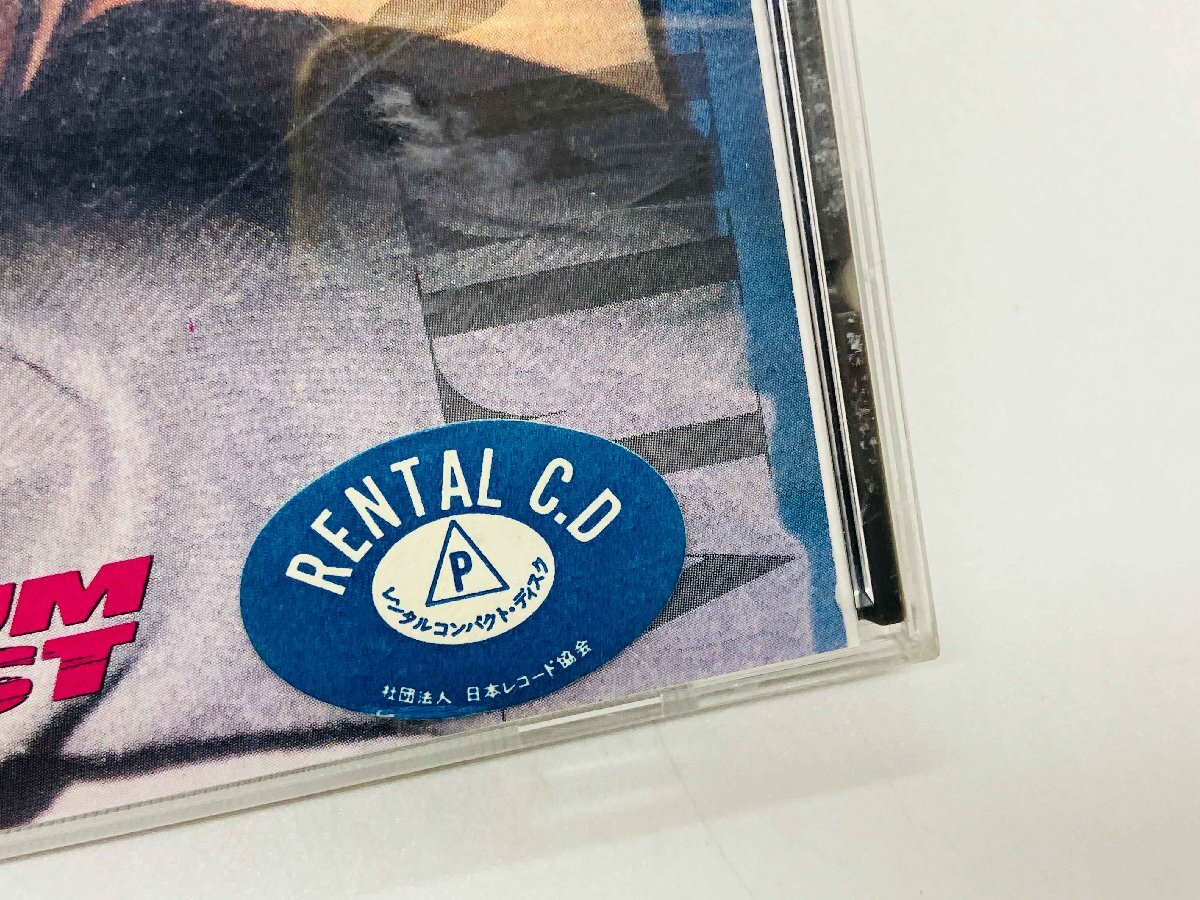 RENTAL C.D
P
レンタルコンパクト・ディスク
社団法人 日本レコード協会
UM
ST